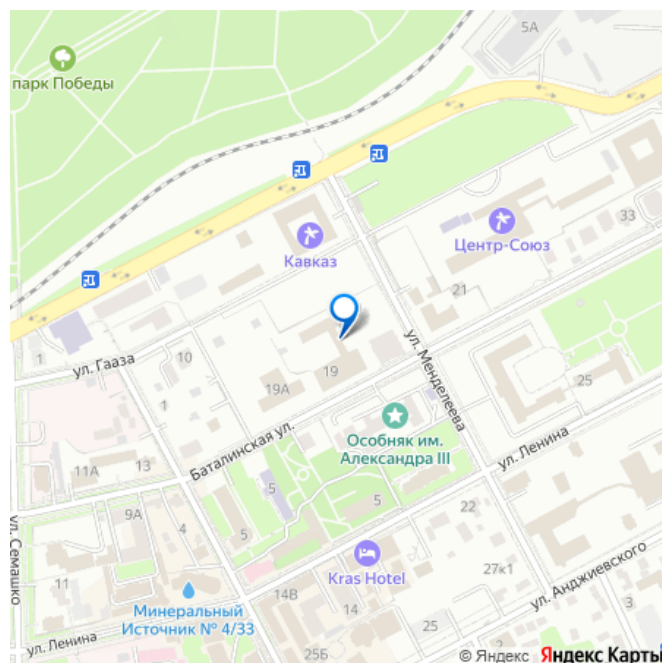 5А
парк Победы
33
Кавказ
Центр-Союз
21
ул. Менделеева
1
ул. Гааза
10
19
19А
25
1
Баталинская ул.
Особняк им.
Александра III
ул. Ленина
11А
13
5
5
9А
4
5
22
ул. Семашко
11
Kras Hotel
27к1
ул. Анджиевского
14В
14
3
Минеральный
Источник № 4/33
25
25Б
ул. Ленина
© Яндекс Яндекс Карты